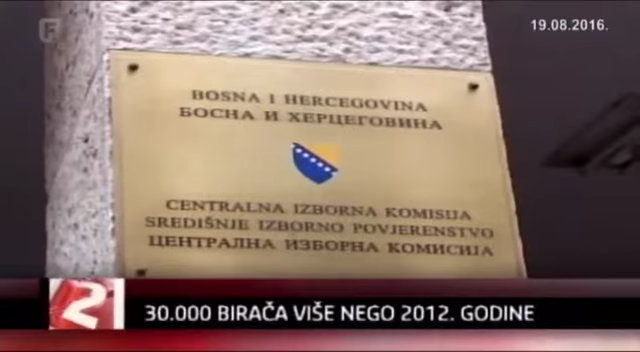 19.08.2016.
BOSNA I HERCEGOVINA
БОСНА И ХЕРЦЕГОВИНА
CENTRALNA IZBORNA KOMISIJA
SREDIŠNJE IZBORNO POVJERENSTVO
ЦЕНТРАЛНА ИЗБОРНА КОМИСИЈА
2 30.000 BIRAČA VIŠE NEGO 2012. GODINE